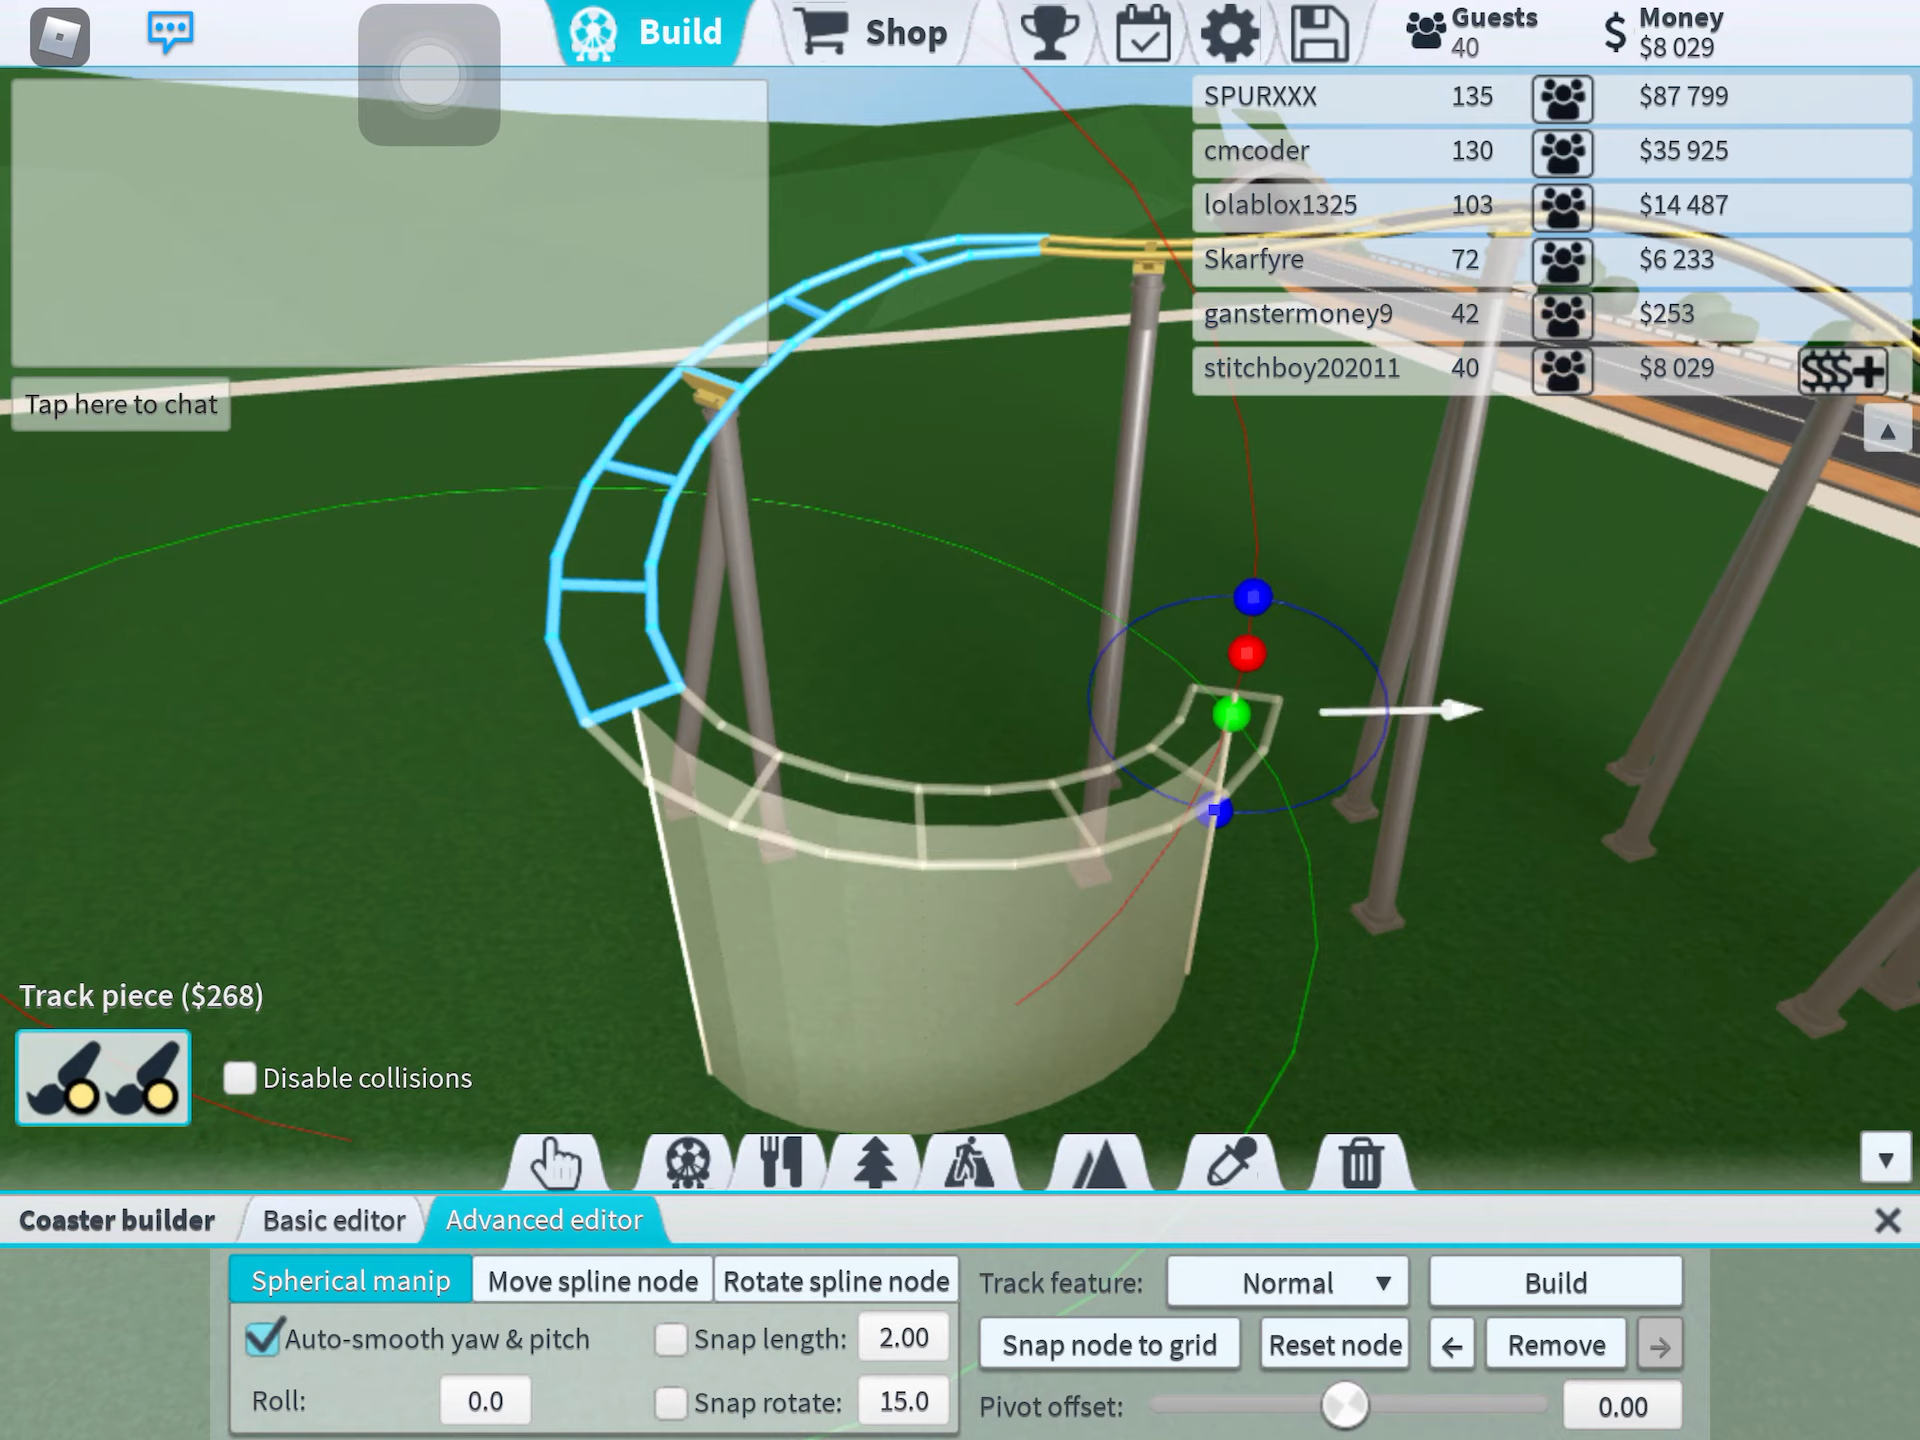 Build
Shop
Guests
40
Money
$8 029
SPURXXX 135 $87 799
cmcoder 130 $35 925
lolablox1325 103 $14 487
Skarfyre 72 $6 233
ganstermoney9 42 $253
stitchboy202011 40 $8 029 $$$+
Tap here to chat
Track piece ($268)
Disable collisions
Coaster builder
Basic editor
Advanced editor
Spherical manip
Move spline node
Rotate spline node
Track feature:
Normal
Build
Auto-smooth yaw & pitch
Snap length: 2.00
Snap node to grid
Reset node
Remove
Roll: 0.0
Snap rotate: 15.0
Pivot offset: 0.00